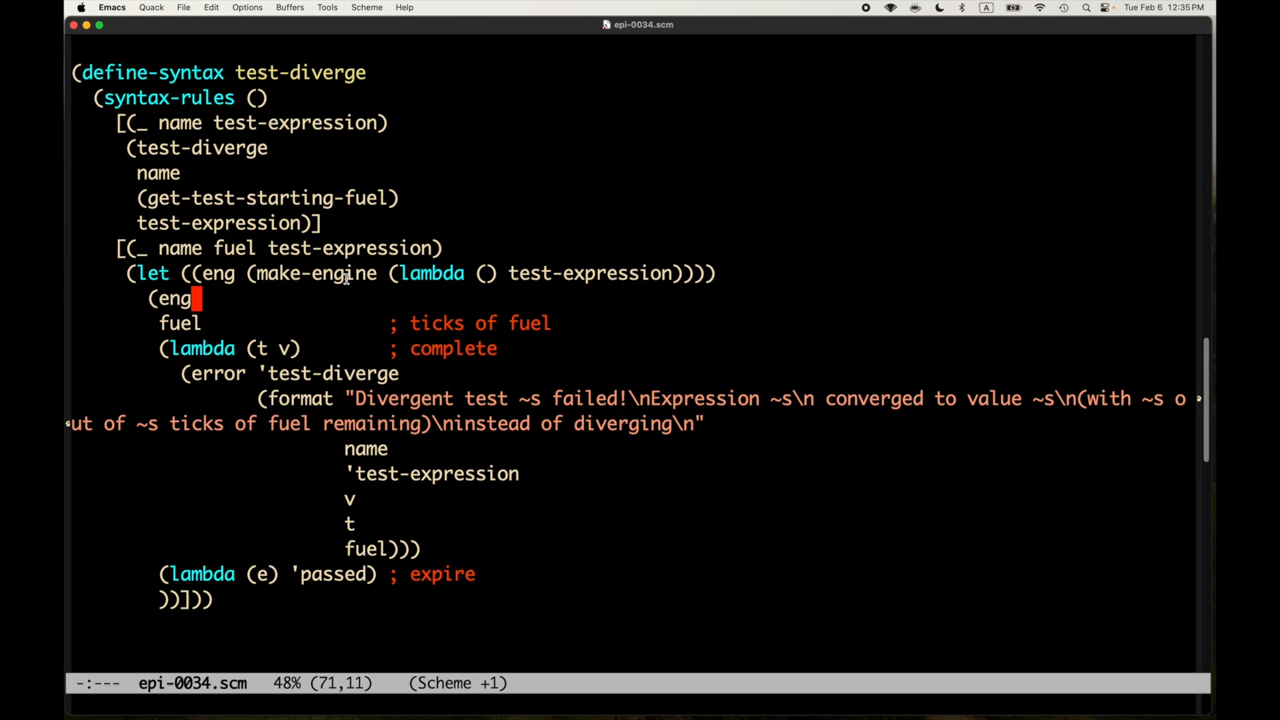 Emacs Quack File Edit Options Buffers Tools Scheme Help A Tue Feb 6 12:35 PM
epi-0034.scm
(define-syntax test-diverge
(syntax-rules ()
[(_ name test-expression)
(test-diverge
name
(get-test-starting-fuel)
test-expression)]
[(_ name fuel test-expression)
(let ((eng (make-engine (lambda () test-expression))))
(eng
fuel ; ticks of fuel
(lambda (t v) ; complete
(error 'test-diverge
(format "Divergent test ~s failed!\nExpression ~s\n converged to value ~s\n(with ~s o
ut of ~s ticks of fuel remaining)\ninstead of diverging\n"
name
'test-expression
v
t
fuel)))
(lambda (e) 'passed) ; expire
))]))
-:--- epi-0034.scm 48% (71,11) (Scheme +1)